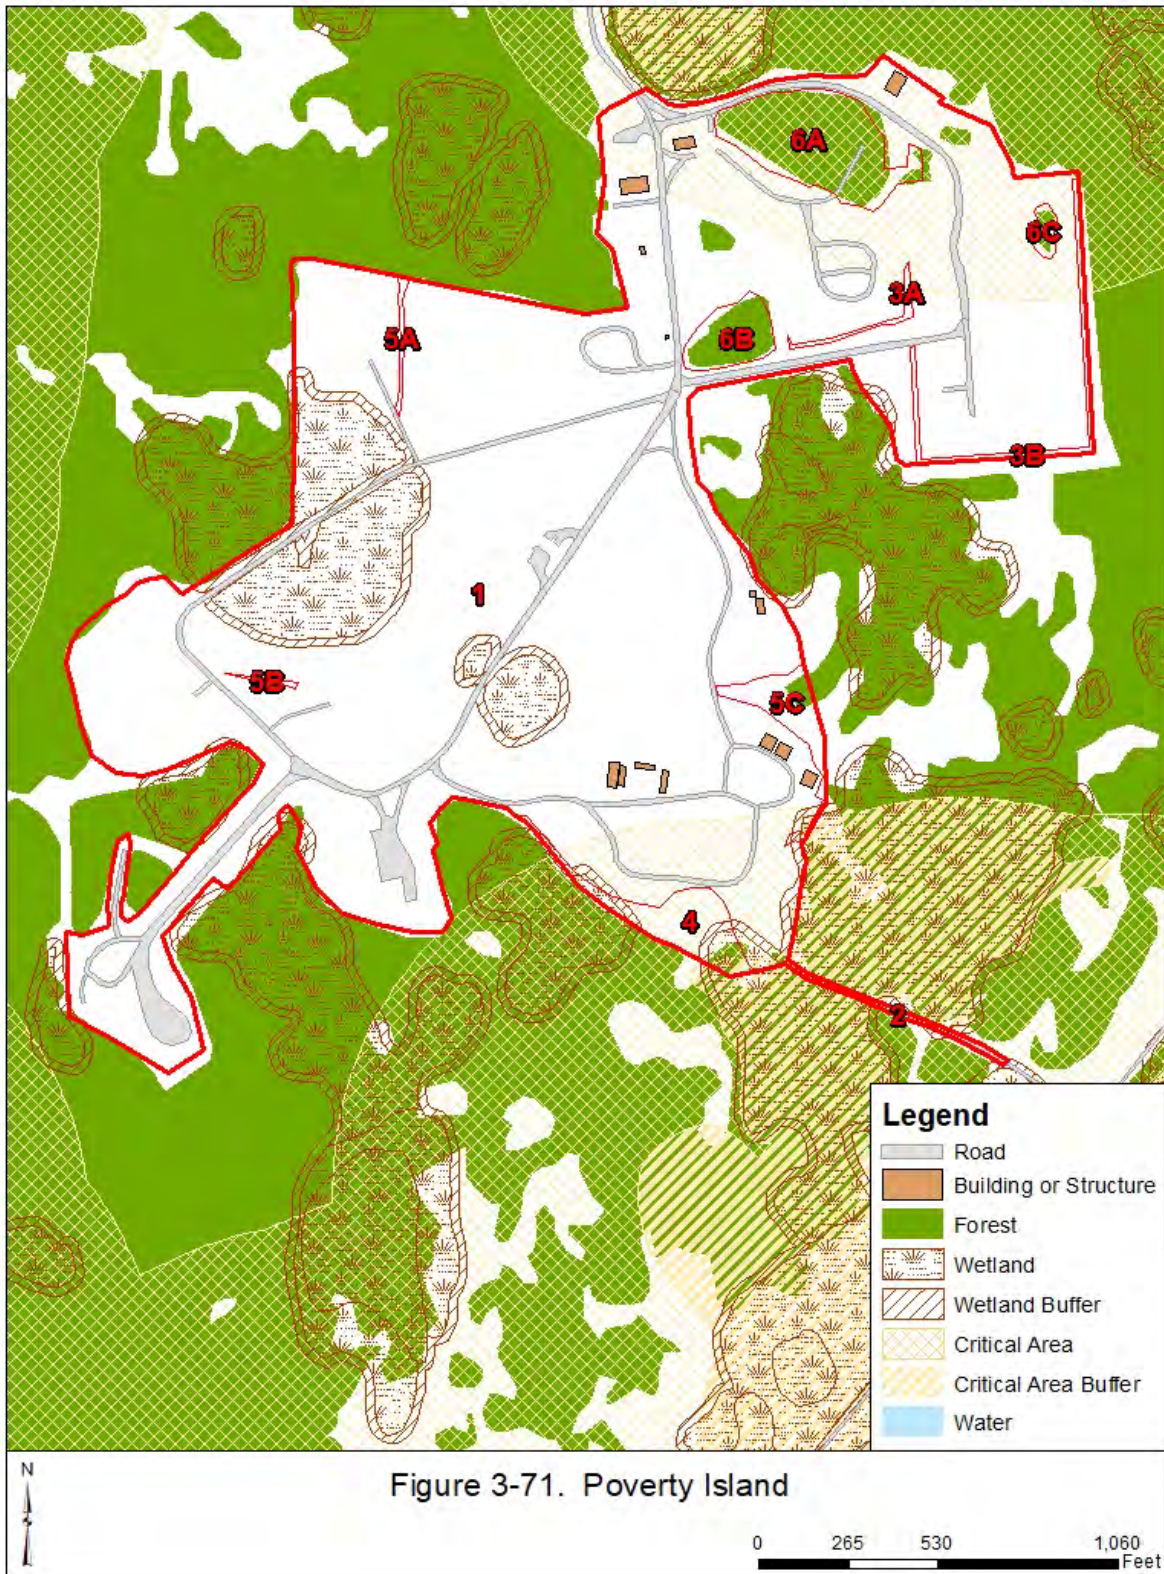 6A
6C
3A
5A
6B
3B
1
5B
5C
4
2
Legend
Road
Building or Structure
Forest
Wetland
Wetland Buffer
Critical Area
Critical Area Buffer
Water
N
Figure 3-71. Poverty Island
0 265 530 1,060
Feet